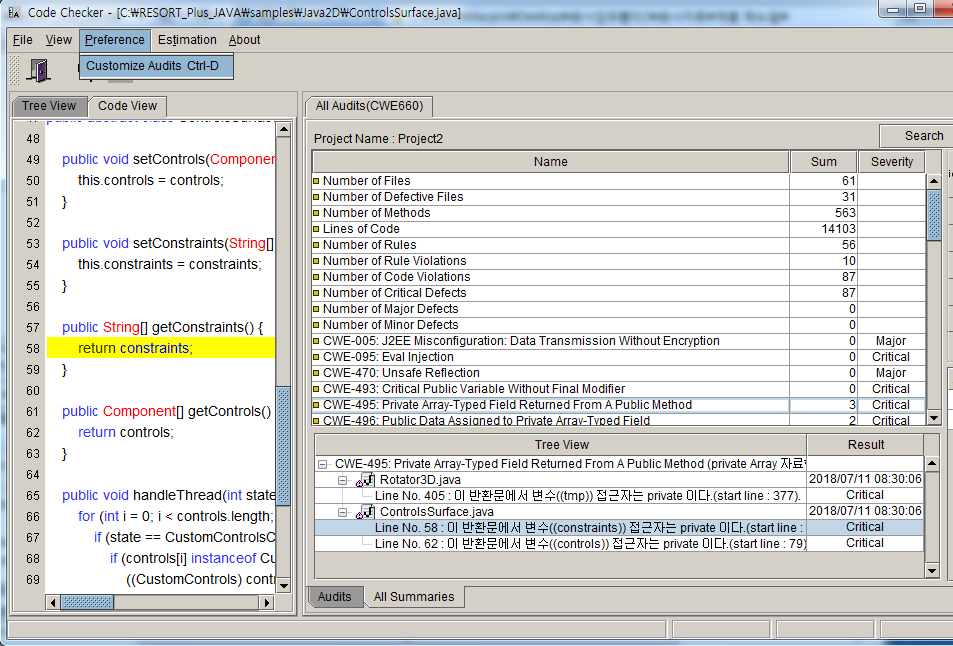 Code Checker - [C:₩RESORT_Plus_JAVA₩samples₩Java2D₩ControlsSurface.java]
File View Preference Estimation About
Customize Audits Ctrl-D
Tree View Code View
48
49 public void setControls(Componen
50 this.controls = controls;
51 }
52
53 public void setConstraints(String[]
54 this.constraints = constraints;
55 }
56
57 public String[] getConstraints() {
58 return constraints;
59 }
60
61 public Component[] getControls()
62 return controls;
63 }
64
65 public void handleThread(int state
66 for (int i = 0; i < controls.length;
67 if (state == CustomControlsC
68 if (controls[i] instanceof Cu
69 ((CustomControls) contr
All Audits(CWE660)
Project Name : Project2
Search
Name Sum Severity
Number of Files 61
Number of Defective Files 31
Number of Methods 563
Lines of Code 14103
Number of Rules 56
Number of Rule Violations 10
Number of Code Violations 87
Number of Critical Defects 87
Number of Major Defects 0
Number of Minor Defects 0
CWE-005: J2EE Misconfiguration: Data Transmission Without Encryption 0 Major
CWE-095: Eval Injection 0 Critical
CWE-470: Unsafe Reflection 0 Major
CWE-493: Critical Public Variable Without Final Modifier 0 Critical
CWE-495: Private Array-Typed Field Returned From A Public Method 3 Critical
CWE-496: Public Data Assigned to Private Array-Typed Field 2 Critical
Tree View Result
CWE-495: Private Array-Typed Field Returned From A Public Method (private Array 자료
Rotator3D.java 2018/07/11 08:30:06
Line No. 405 : 이 반환문에서 변수((tmp)) 접근자는 private 이다.(start line : 377). Critical
ControlsSurface.java 2018/07/11 08:30:06
Line No. 58 : 이 반환문에서 변수((constraints)) 접근자는 private 이다.(start line : Critical
Line No. 62 : 이 반환문에서 변수((controls)) 접근자는 private 이다.(start line : 79) Critical
Audits All Summaries